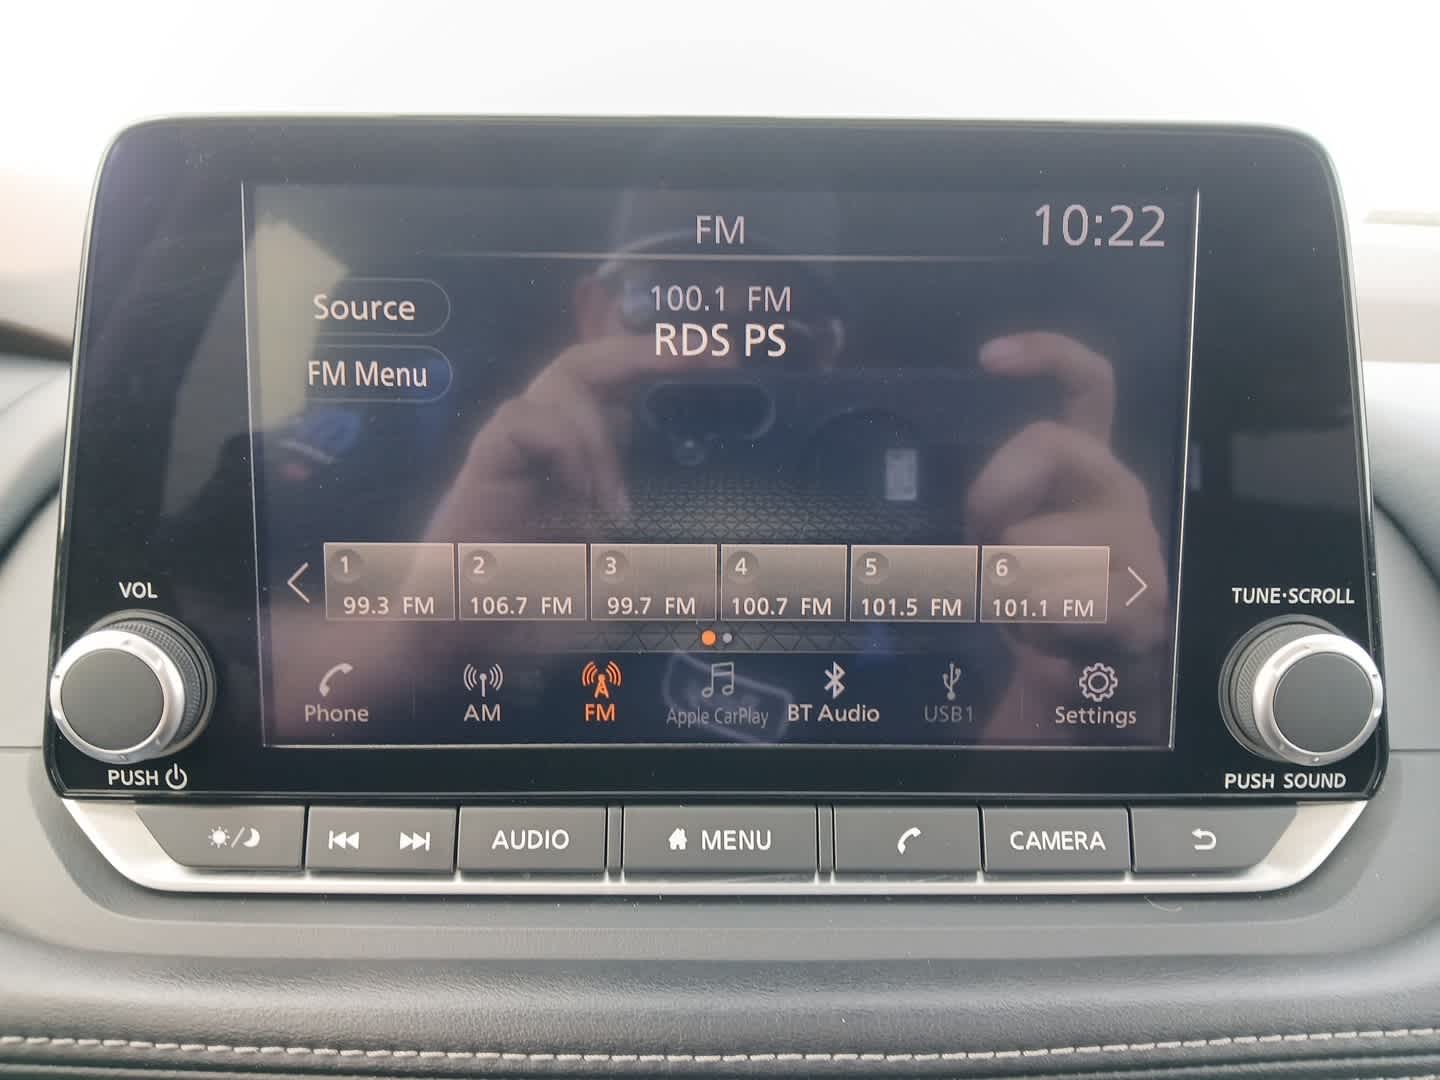 FM
10:22
Source
100.1 FM
RDS PS
FM Menu
1 2 3 4 5 6
99.3 FM 106.7 FM 99.7 FM 100.7 FM 101.5 FM 101.1 FM
VOL
TUNE·SCROLL
Phone AM FM Apple CarPlay BT Audio USB1 Settings
PUSH
PUSH SOUND
AUDIO MENU CAMERA